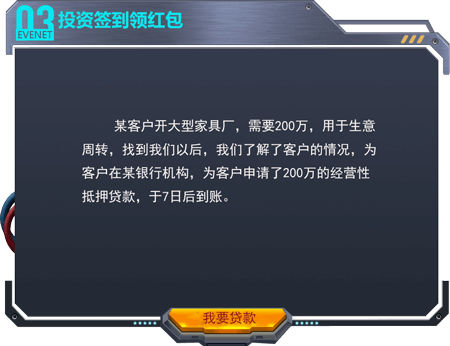 03
EVENET
投资签到领红包
某客户开大型家具厂，需要200万，用于生意
周转，找到我们以后，我们了解了客户的情况，为
客户在某银行机构，为客户申请了200万的经营性
抵押贷款，于7日后到账。
我要贷款